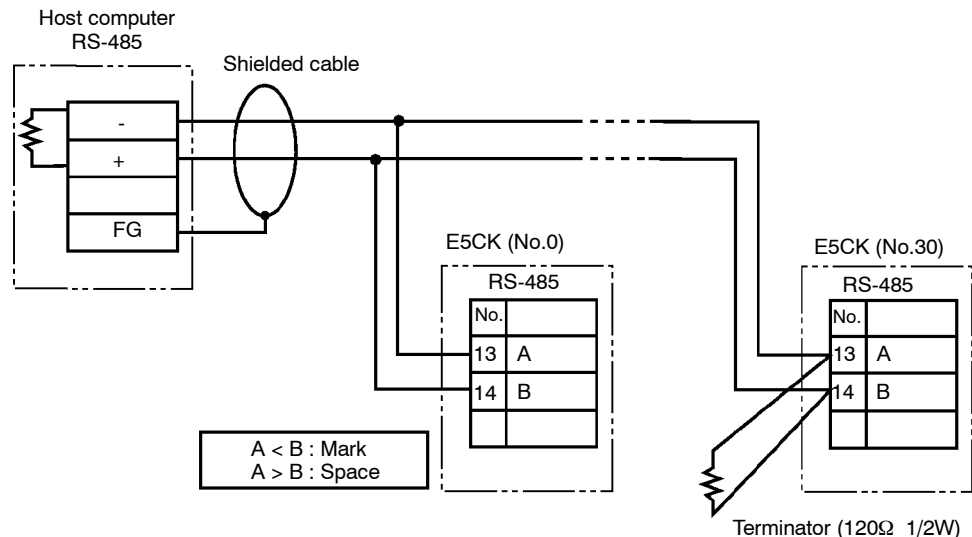 Host computer
RS-485
Shielded cable
-
+
FG
E5CK (No.0)
RS-485
No.
13 A
14 B
E5CK (No.30)
RS-485
No.
13 A
14 B
A < B : Mark
A > B : Space
Terminator (120Ω 1/2W)